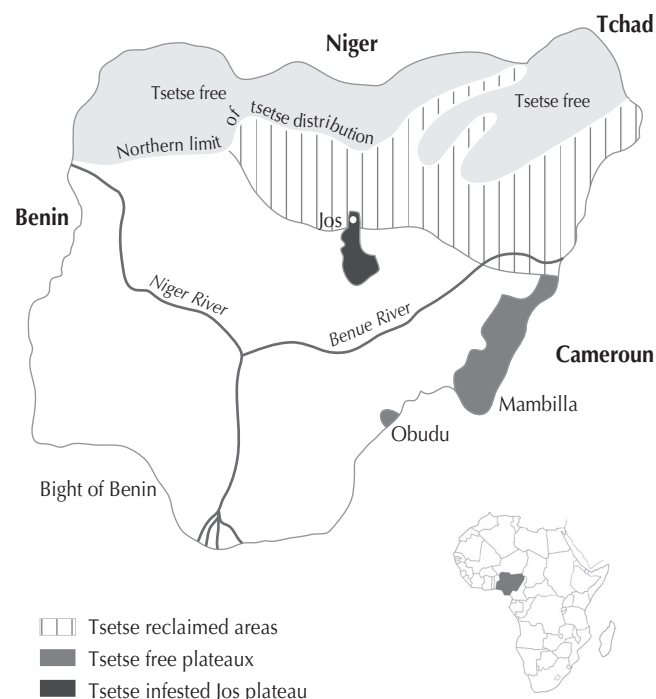 Tchad
Niger
Tsetse free
Tsetse free
Northern limit of tsetse distribution
Jos
Benin
Niger River
Benue River
Cameroun
Mambilla
Obudu
Bight of Benin
Tsetse reclaimed areas
Tsetse free plateaux
Tsetse infested Jos plateau